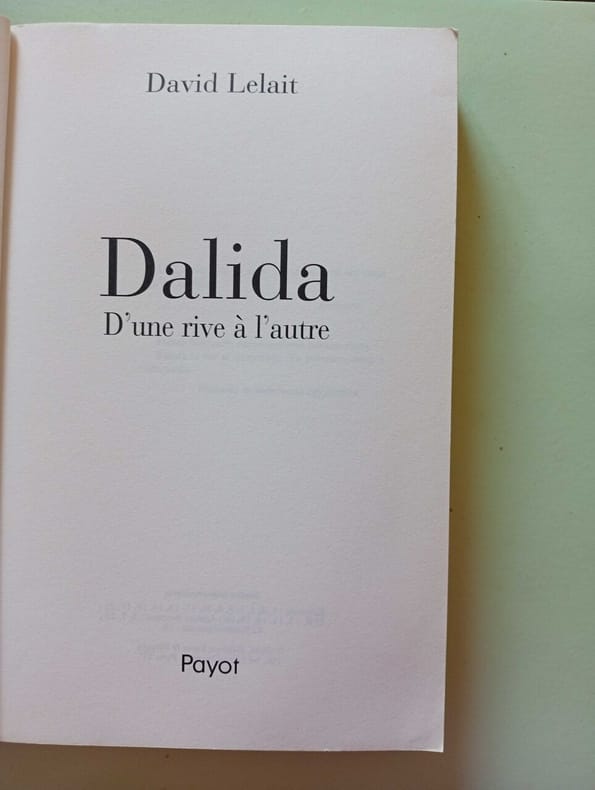 David Lelait
Dalida
D'une rive à l'autre
Payot